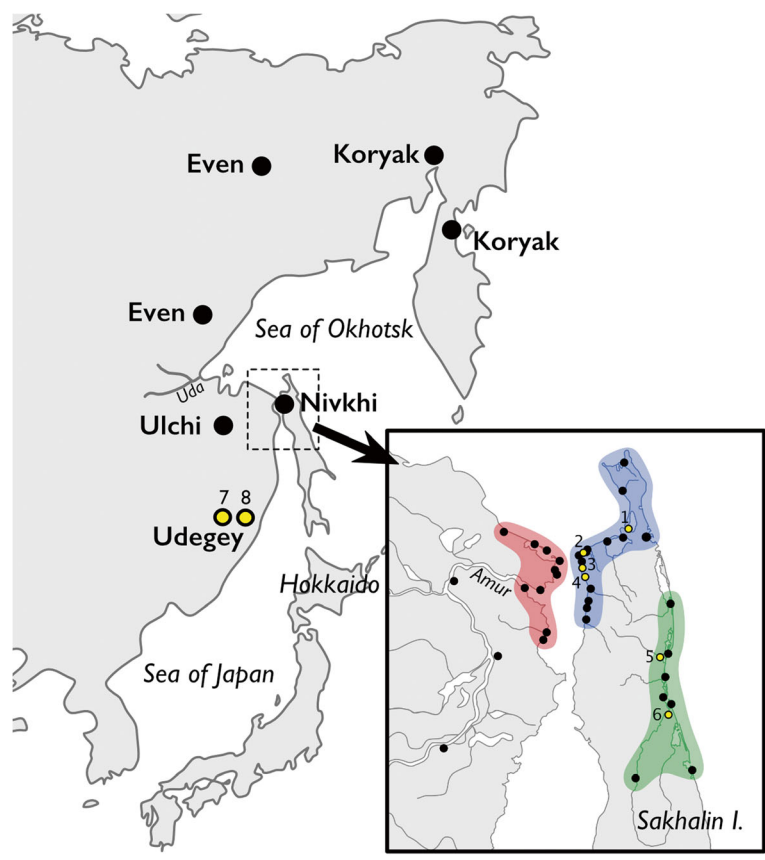 Even
Koryak
Koryak
Even
Sea of Okhotsk
Uda
Nivkhi
Ulchi
7 8
Udegey
Hokkaido
Sea of Japan
1
2
3
4
Amur
5
6
Sakhalin I.